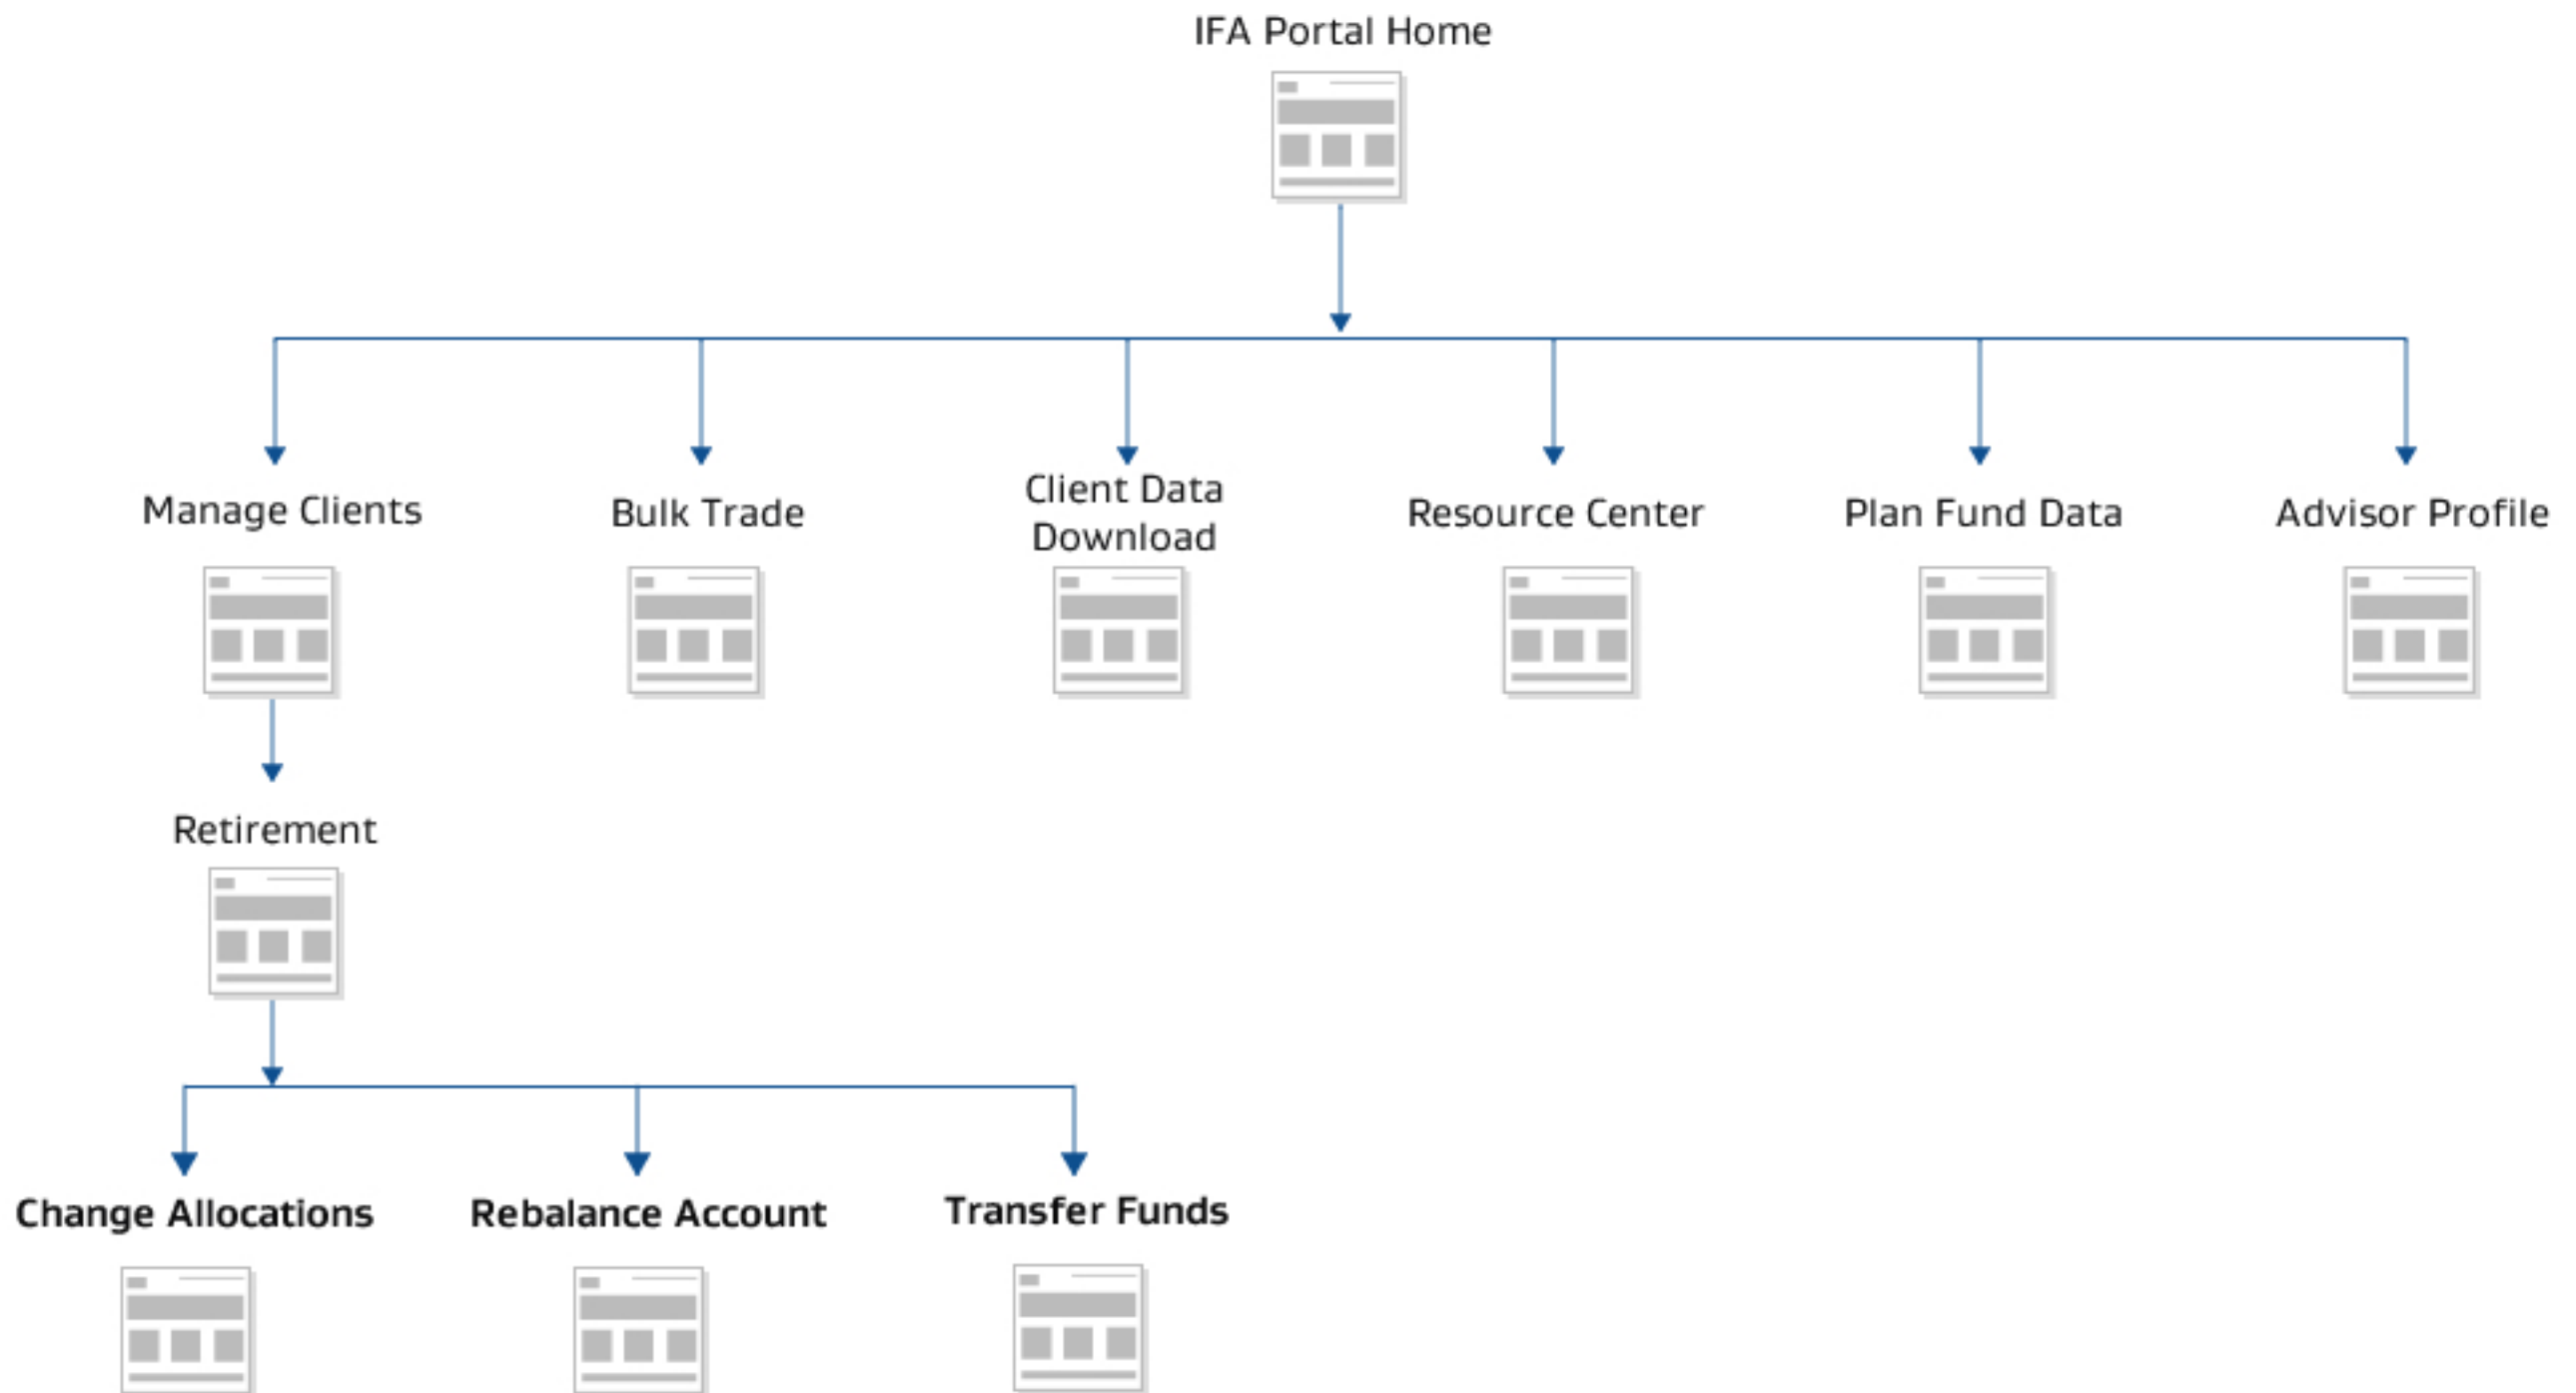 IFA Portal Home
Manage Clients
Bulk Trade
Client Data
Download
Resource Center
Plan Fund Data
Advisor Profile
Retirement
Change Allocations
Rebalance Account
Transfer Funds